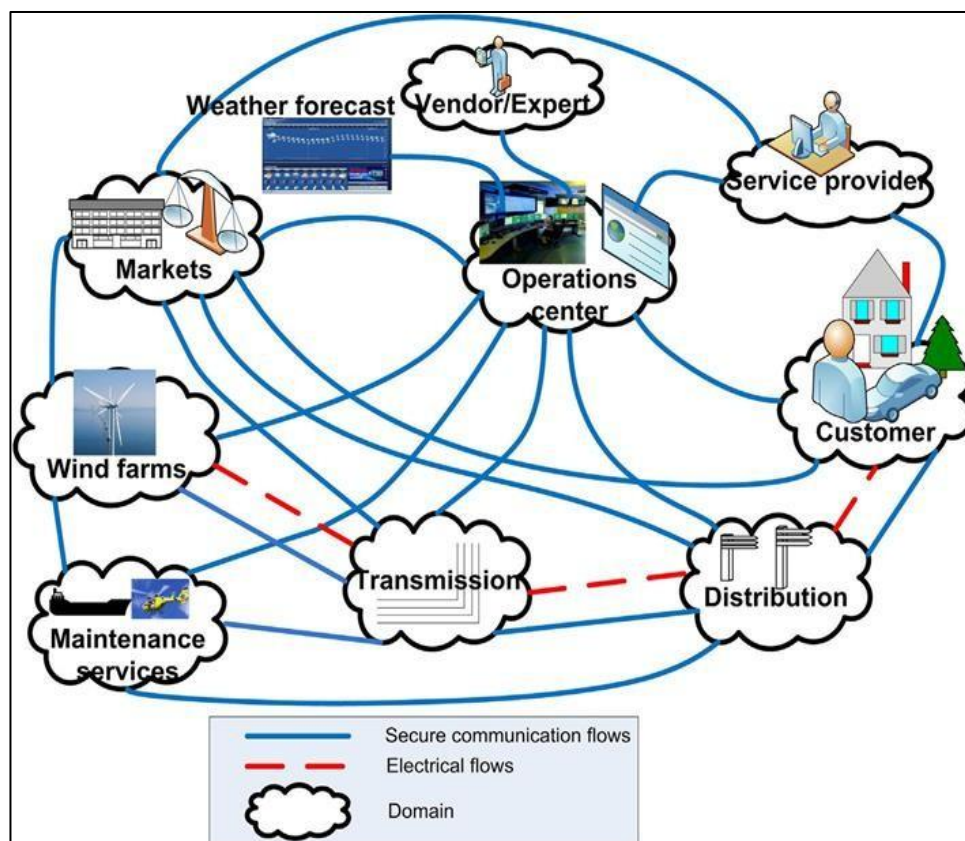 Weather forecast
Vendor/Expert
Service provider
Markets
Operations
center
Customer
Wind farms
Transmission
Distribution
Maintenance
services
Secure communication flows
Electrical flows
Domain